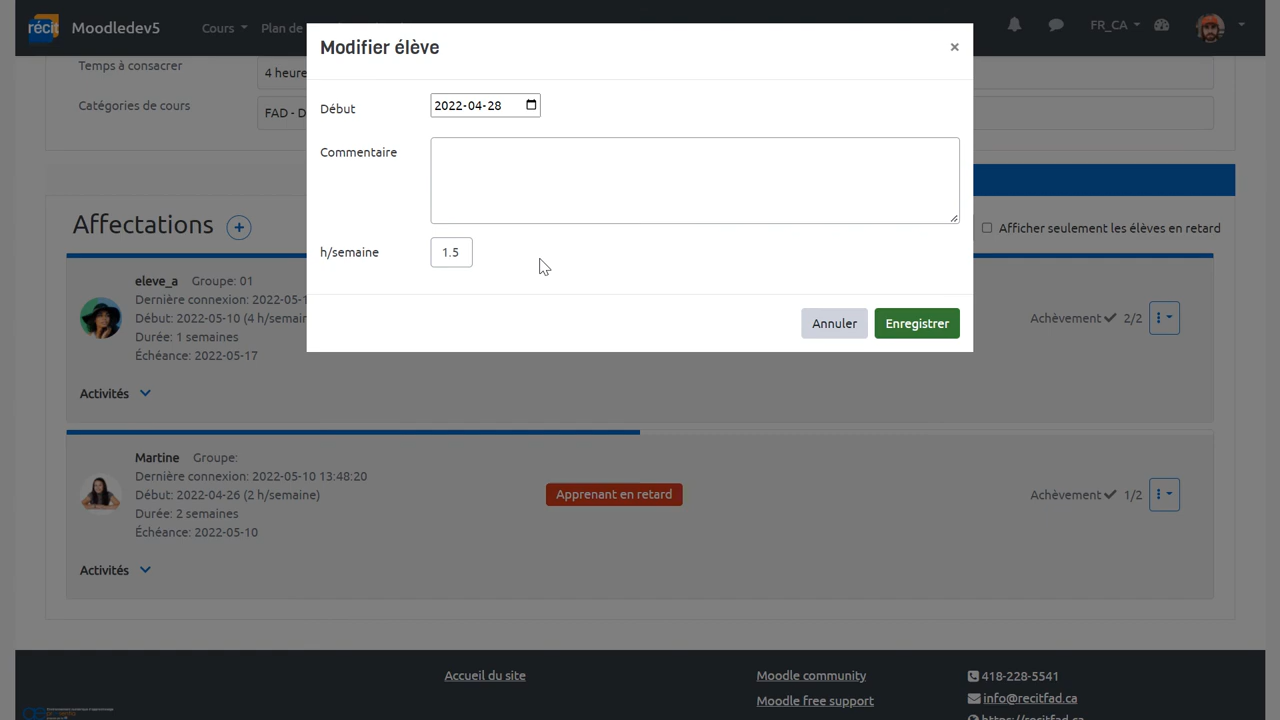 récit Moodledev5 Cours Plan de FR_CA
Modifier élève ×
Temps à consacrer 4 heure
Catégories de cours FAD - D
Début 2022-04-28
Commentaire
h/semaine 1.5
Annuler Enregistrer
Affectations + Afficher seulement les élèves en retard
eleve_a Groupe: 01
Dernière connexion: 2022-05-1
Début: 2022-05-10 (4 h/semair
Durée: 1 semaines
Échéance: 2022-05-17
Achèvement 2/2
Activités
Martine Groupe:
Dernière connexion: 2022-05-10 13:48:20
Début: 2022-04-26 (2 h/semaine)
Durée: 2 semaines
Échéance: 2022-05-10
Apprenant en retard
Achèvement 1/2
Activités
Accueil du site Moodle community 418-228-5541
Moodle free support info@recitfad.ca
https://recitfad.ca